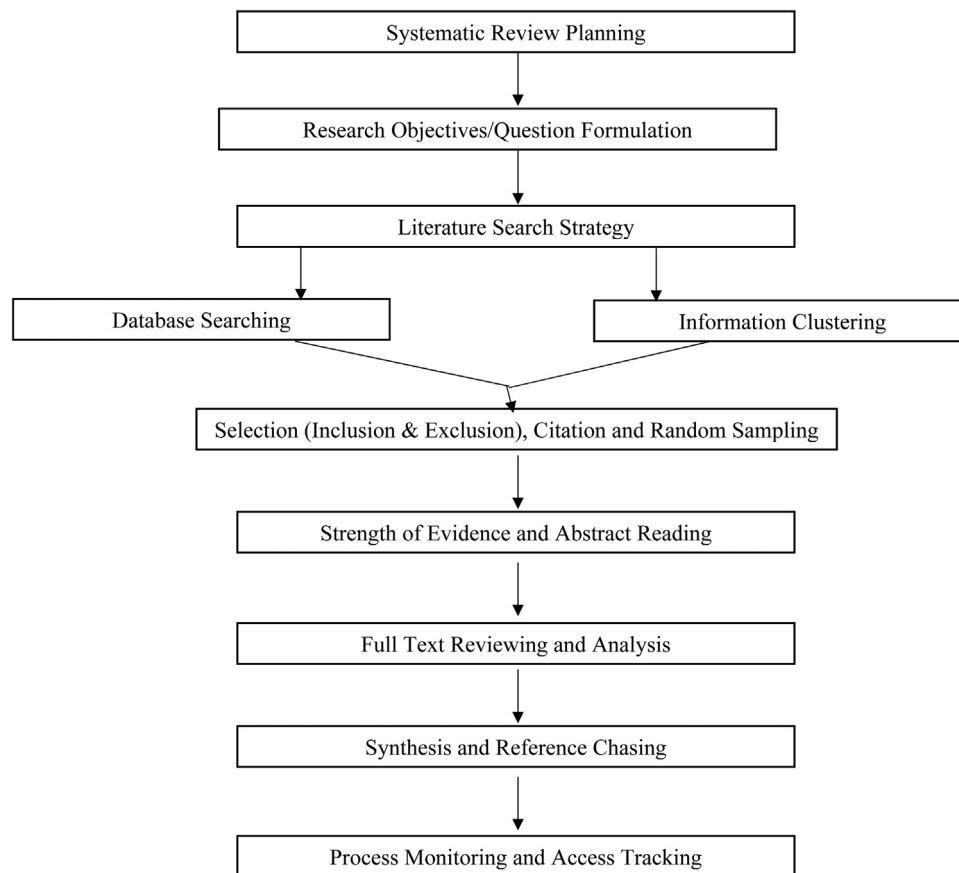 Systematic Review Planning
Research Objectives/Question Formulation
Literature Search Strategy
Database Searching
Information Clustering
Selection (Inclusion & Exclusion), Citation and Random Sampling
Strength of Evidence and Abstract Reading
Full Text Reviewing and Analysis
Synthesis and Reference Chasing
Process Monitoring and Access Tracking